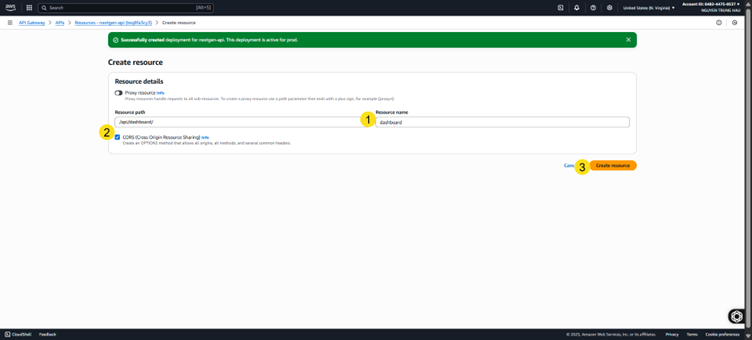 aws Search [Alt+S] United States (N. Virginia) Account ID: 0482-6475-8537
NGUYEN TRUNG HAU
API Gateway > APIs > Resources - nextgen-api > Create resource
Successfully created deployment for nextgen-api. This deployment is active for prod.
Create resource
Resource details
Proxy resource Info
Proxy resources handle requests to all sub-resources. To create a proxy resource use a path parameter that ends with a plus sign, for example {proxy+}.
Resource path Resource name
/api/dashboard/ 1 dashboard
2 CORS (Cross Origin Resource Sharing) Info
Create an OPTIONS method that allows all origins, all methods, and several common headers.
3 Create resource
CloudShell Feedback © 2025, Amazon Web Services, Inc. or its affiliates. Privacy Terms Cookie preferences